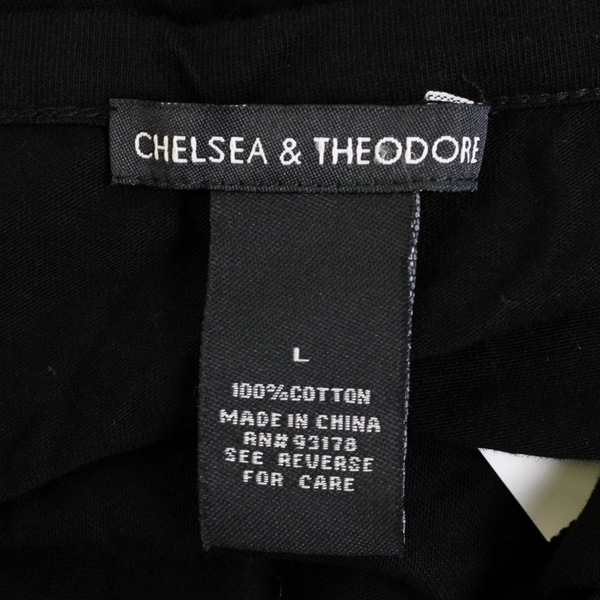 CHELSEA & THEODORE
L
100%COTTON
MADE IN CHINA
RN# 93178
SEE REVERSE
FOR CARE